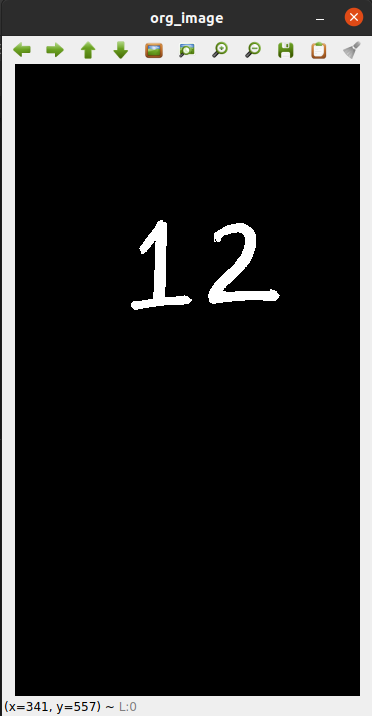 org_image
12
(x=341, y=557) ~ L:0